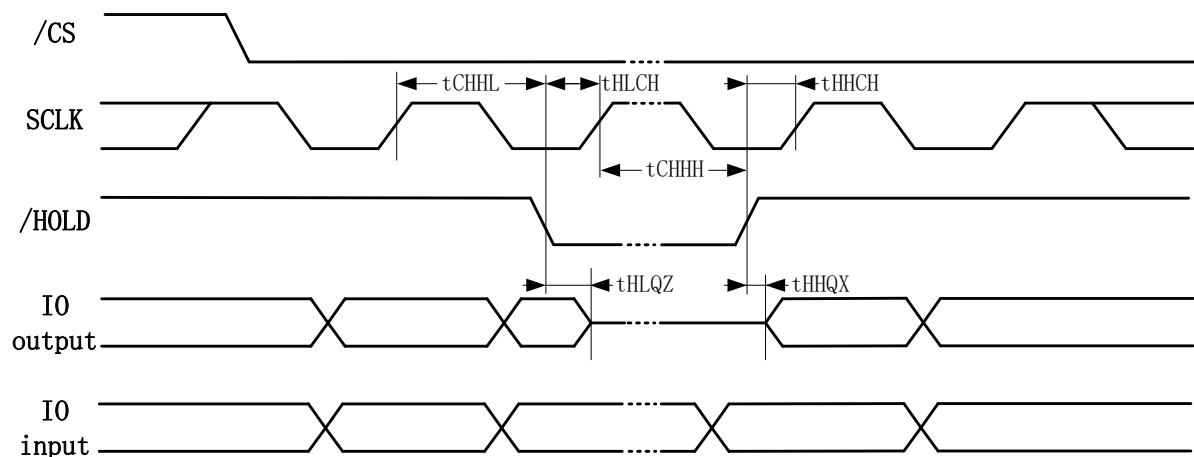 /CS
tCHHL
tHLCH
tHHCH
SCLK
tCHHH
/HOLD
tHLQZ
tHHQX
IO
output
IO
input